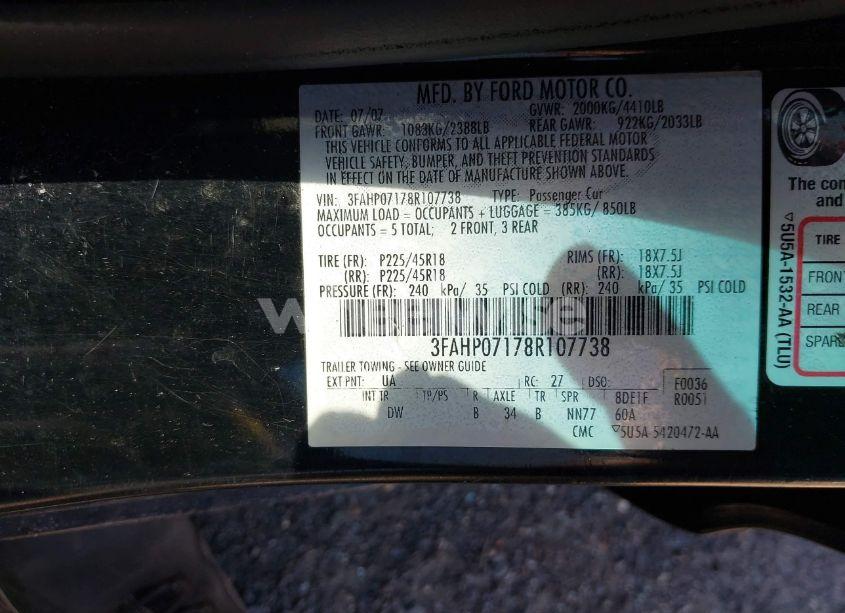 MFD. BY FORD MOTOR CO.
DATE: 07/07 GVWR: 2000KG/4410LB
FRONT GAWR: 1083KG/2388LB REAR GAWR: 922KG/2033LB
THIS VEHICLE CONFORMS TO ALL APPLICABLE FEDERAL MOTOR
VEHICLE SAFETY, BUMPER, AND THEFT PREVENTION STANDARDS
IN EFFECT ON THE DATE OF MANUFACTURE SHOWN ABOVE.
VIN: 3FAHP07178R107738 TYPE: Passenger Car
MAXIMUM LOAD = OCCUPANTS + LUGGAGE = 385KG/ 850LB
OCCUPANTS = 5 TOTAL; 2 FRONT, 3 REAR
TIRE (FR): P225/45R18 RIMS (FR): 18X7.5J
(RR): P225/45R18 (RR): 18X7.5J
PRESSURE (FR): 240 kPa/ 35 PSI COLD (RR): 240 kPa/ 35 PSI COLD
3FAHP07178R107738
TRAILER TOWING - SEE OWNER GUIDE
EXT PNT: UA RC: 27 DSO: F0036
INT TR TP/PS R AXLE TR SPR 8DE1F R0051
DW B 34 B NN77 60A
CMC ▽5U5A-5420472-AA
▽5U5A-1532-AA (TLU)
The
and
TIRE
FRONT
REAR